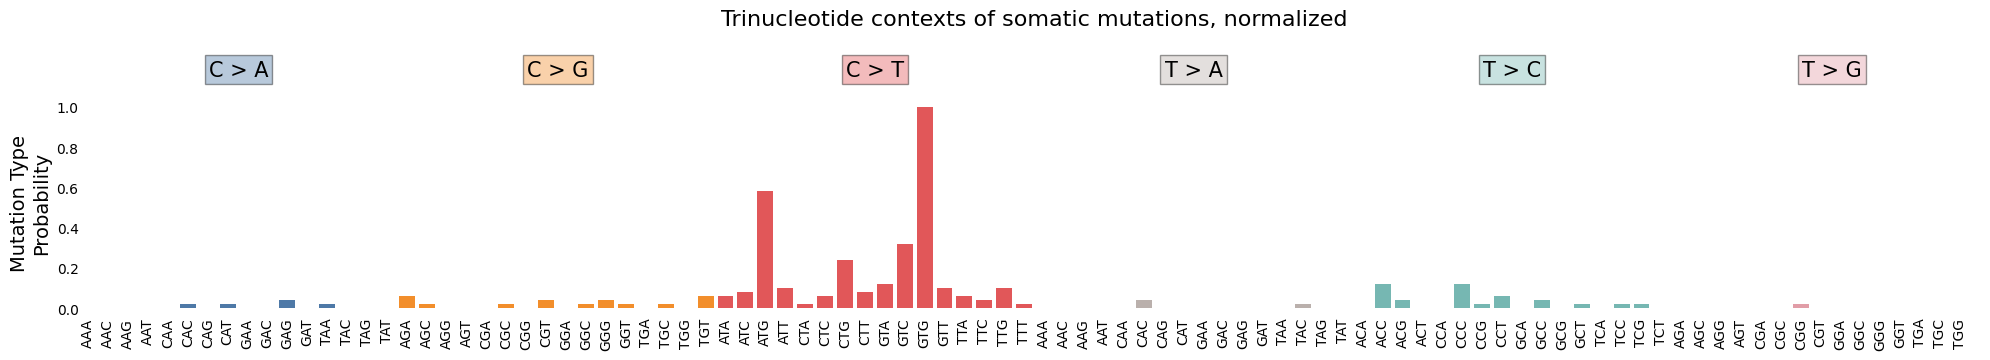 Trinucleotide contexts of somatic mutations, normalized
C > A C > G C > T T > A T > C T > G
Mutation Type
Probability
1.0
0.8
0.6
0.4
0.2
0.0
AAA AAC AAG AAT CAA CAC CAG CAT GAA GAC GAG GAT TAA TAC TAG TAT AGA AGC AGG AGT CGA CGC CGG CGT GGA GGC GGG GGT TGA TGC TGG TGT ATA ATC ATG ATT CTA CTC CTG CTT GTA GTC GTG GTT TTA TTC TTG TTT AAA AAC AAG AAT CAA CAC CAG CAT GAA GAC GAG GAT TAA TAC TAG TAT ACA ACC ACG ACT CCA CCC CCG CCT GCA GCC GCG GCT TCA TCC TCG TCT AGA AGC AGG AGT CGA CGC CGG CGT GGA GGC GGG GGT TGA TGC TGG